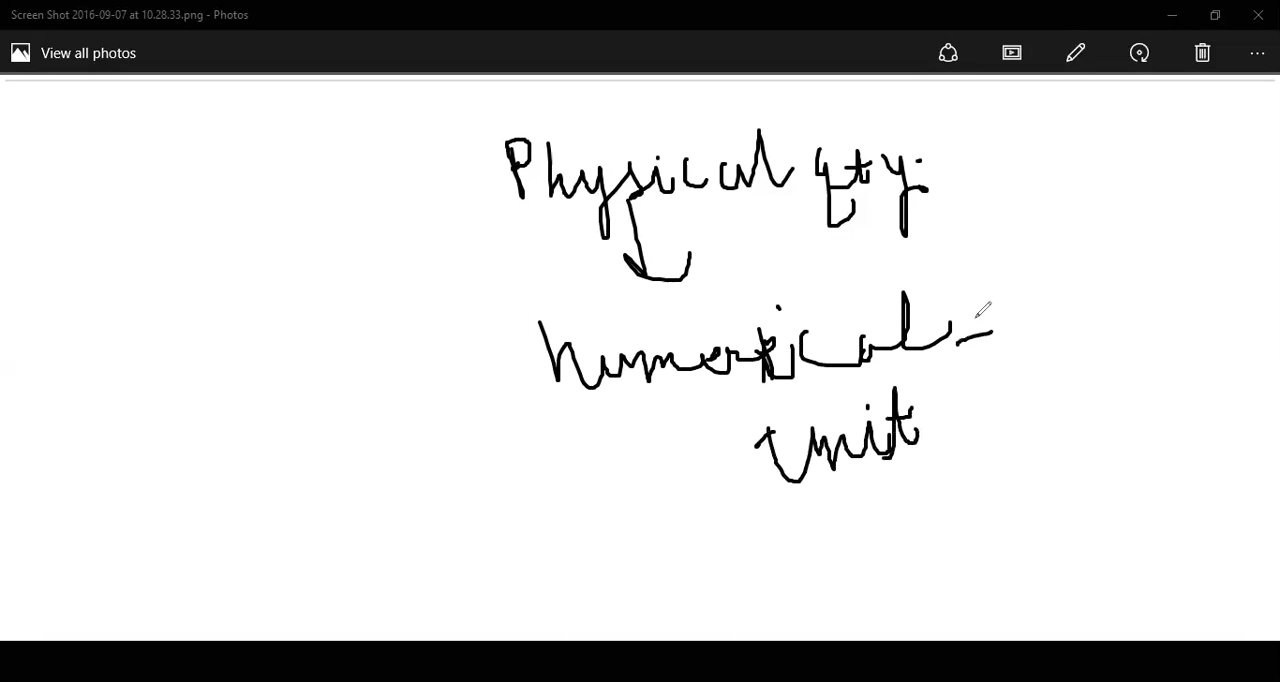 Screen Shot 2016-09-07 at 10.28.33.png - Photos
View all photos
Physical qty.
Numerical -
Unit